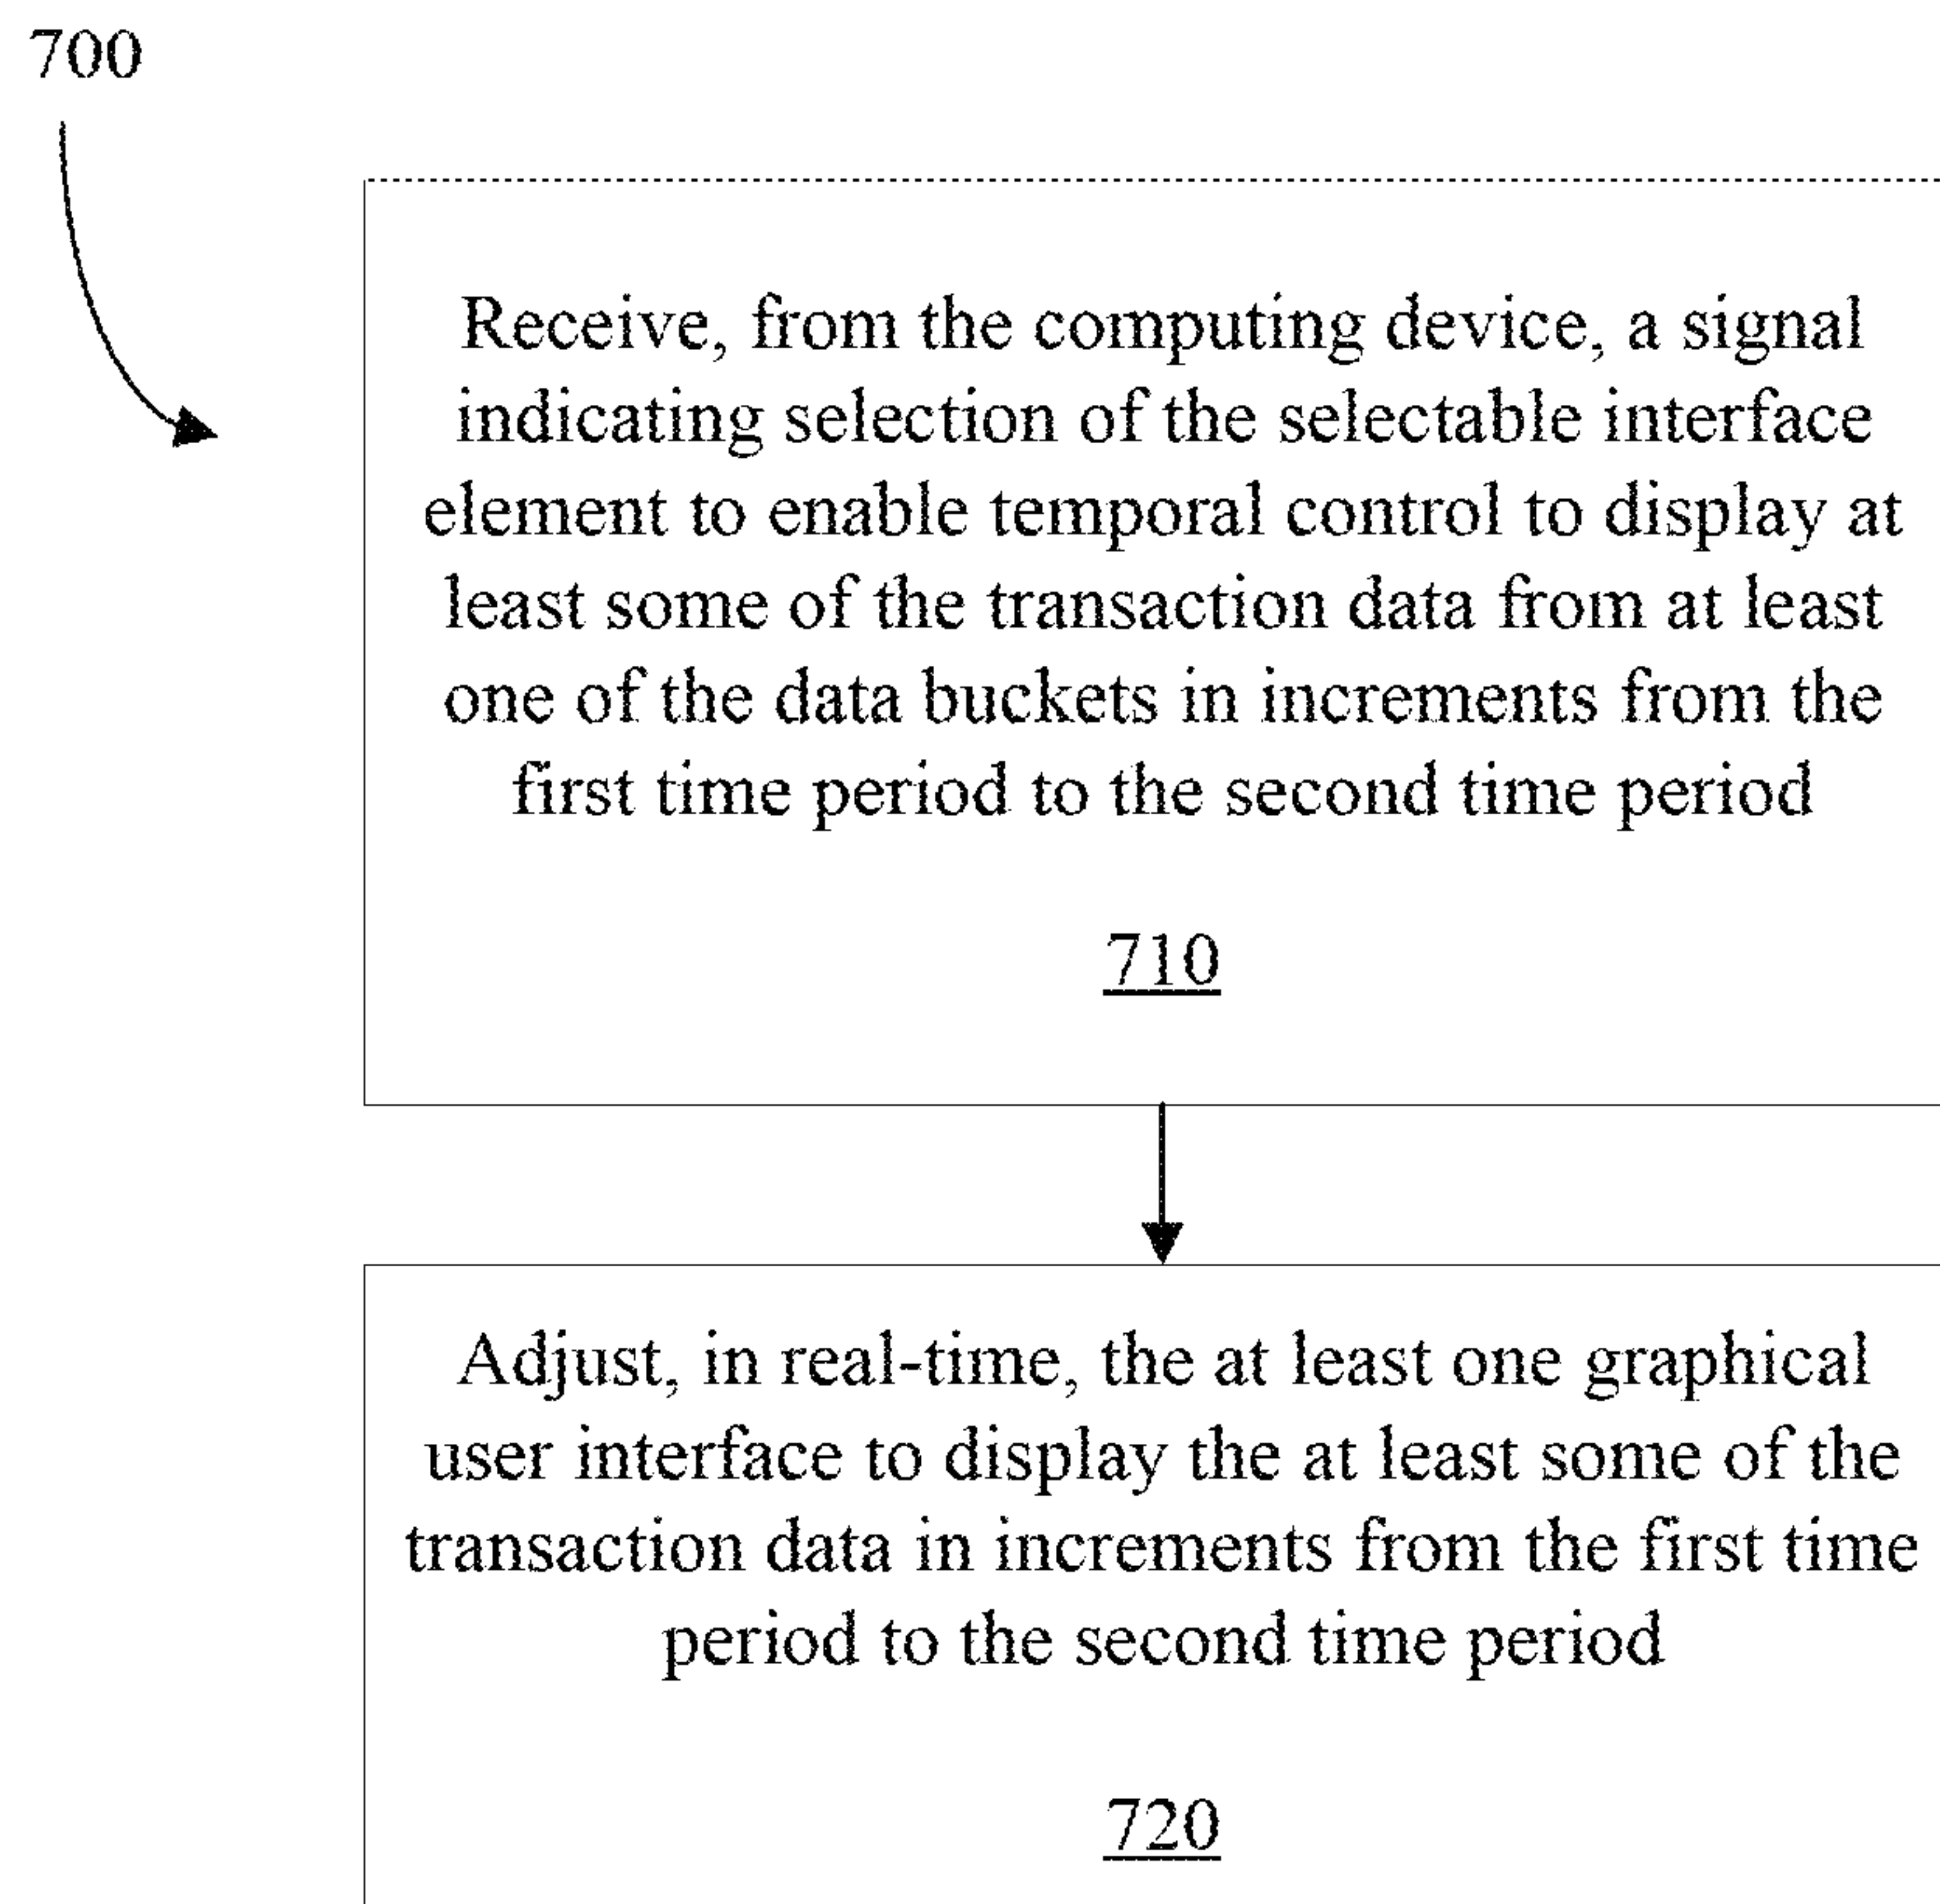 700
Receive, from the computing device, a signal
indicating selection of the selectable interface
element to enable temporal control to display at
least some of the transaction data from at least
one of the data buckets in increments from the
first time period to the second time period
710
Adjust, in real-time, the at least one graphical
user interface to display the at least some of the
transaction data in increments from the first time
period to the second time period
720